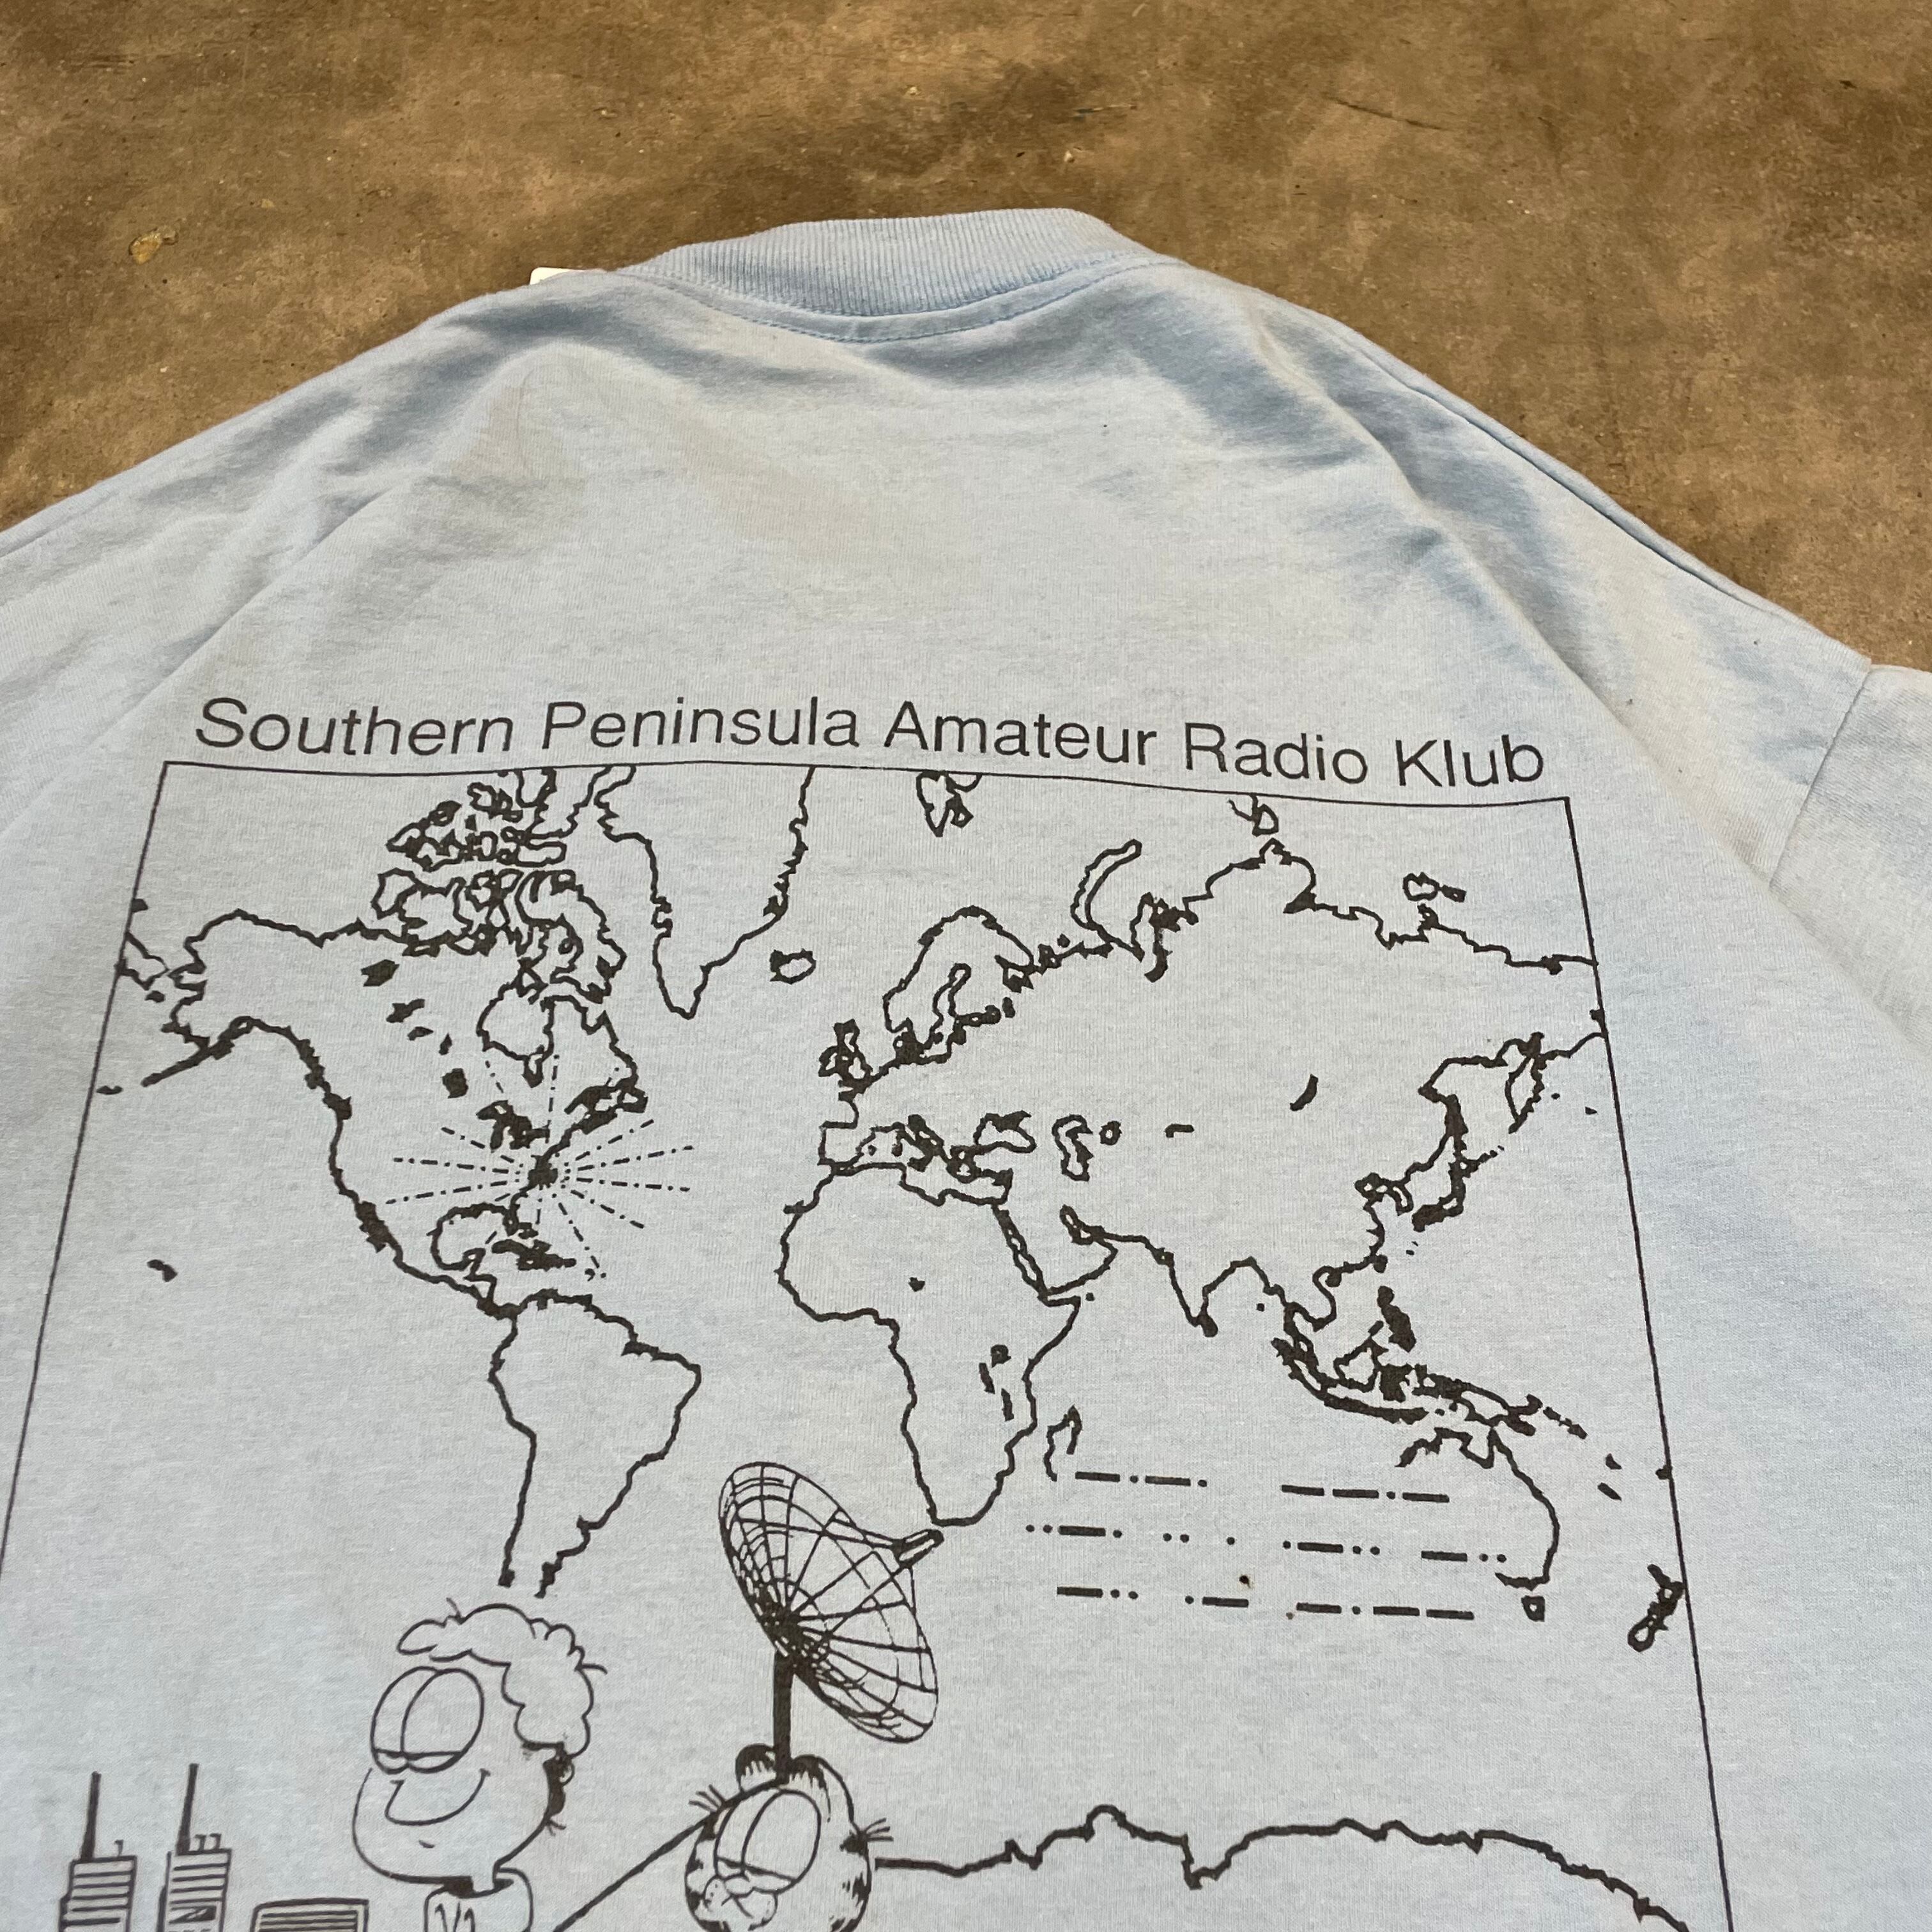 Southern Peninsula Amateur Radio Klub
—·—· ——·—
··—· ·· · ·—·· —··
—·· ·— —·——